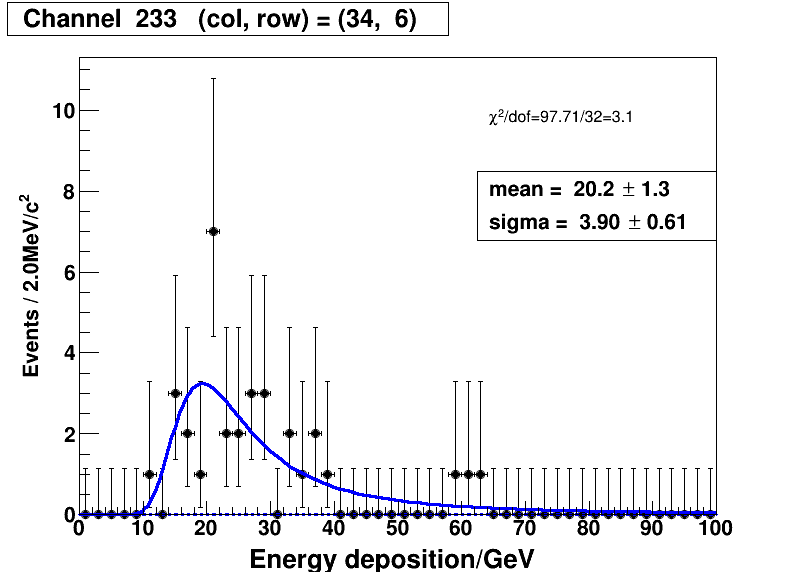 Channel 233 (col, row) = (34, 6)
χ²/dof=97.71/32=3.1
mean = 20.2 ± 1.3
sigma = 3.90 ± 0.61
Events / 2.0MeV/c²
10
8
6
4
2
0
0 10 20 30 40 50 60 70 80 90 100
Energy deposition/GeV